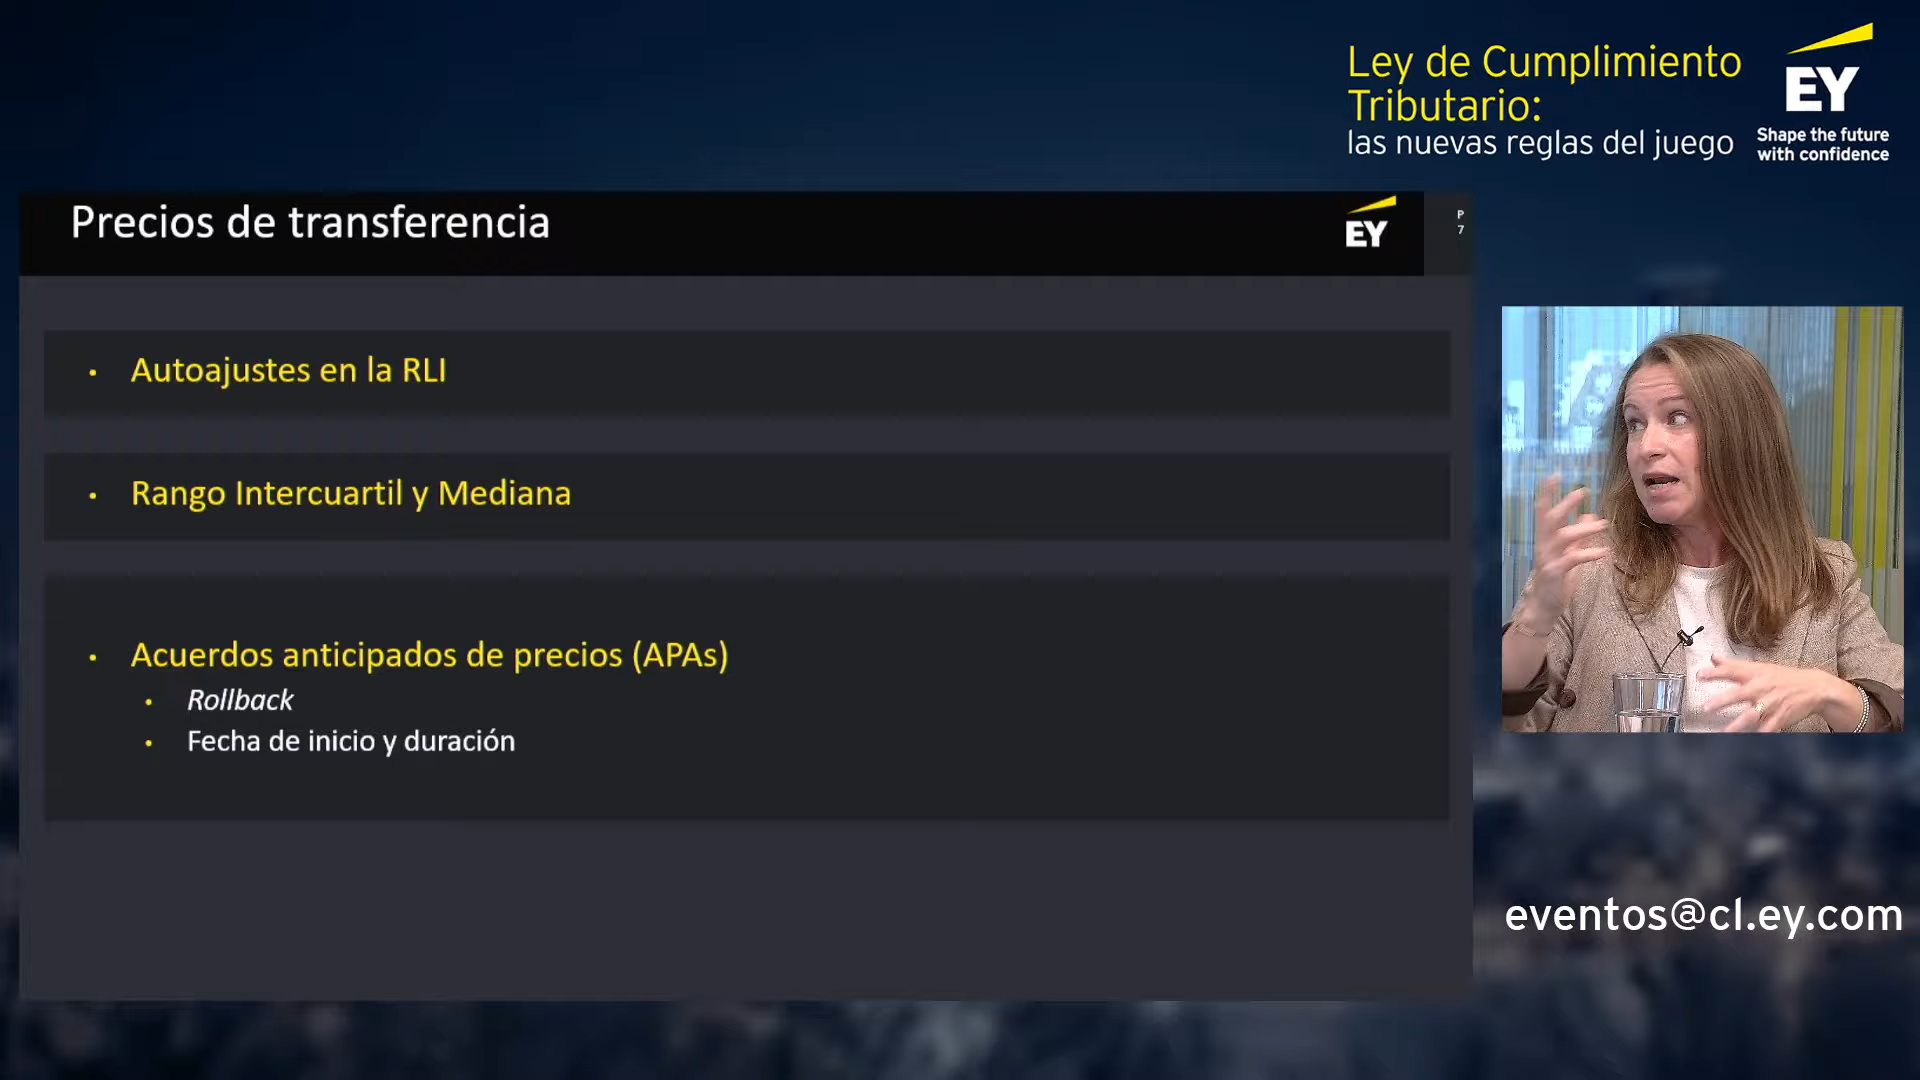 Ley de Cumplimiento
Tributario:
las nuevas reglas del juego
EY
Shape the future
with confidence
Precios de transferencia
EY
P
7
• Autoajustes en la RLI
• Rango Intercuartil y Mediana
• Acuerdos anticipados de precios (APAs)
• Rollback
• Fecha de inicio y duración
eventos@cl.ey.com